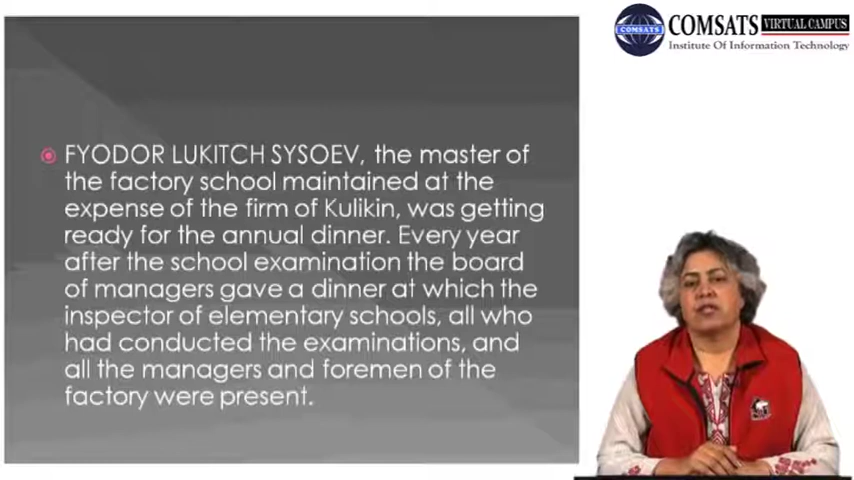 COMSATS VIRTUAL CAMPUS
Institute Of Information Technology
COMSATS
FYODOR LUKITCH SYSOEV, the master of
the factory school maintained at the
expense of the firm of Kulikin, was getting
ready for the annual dinner. Every year
after the school examination the board
of managers gave a dinner at which the
inspector of elementary schools, all who
had conducted the examinations, and
all the managers and foremen of the
factory were present.